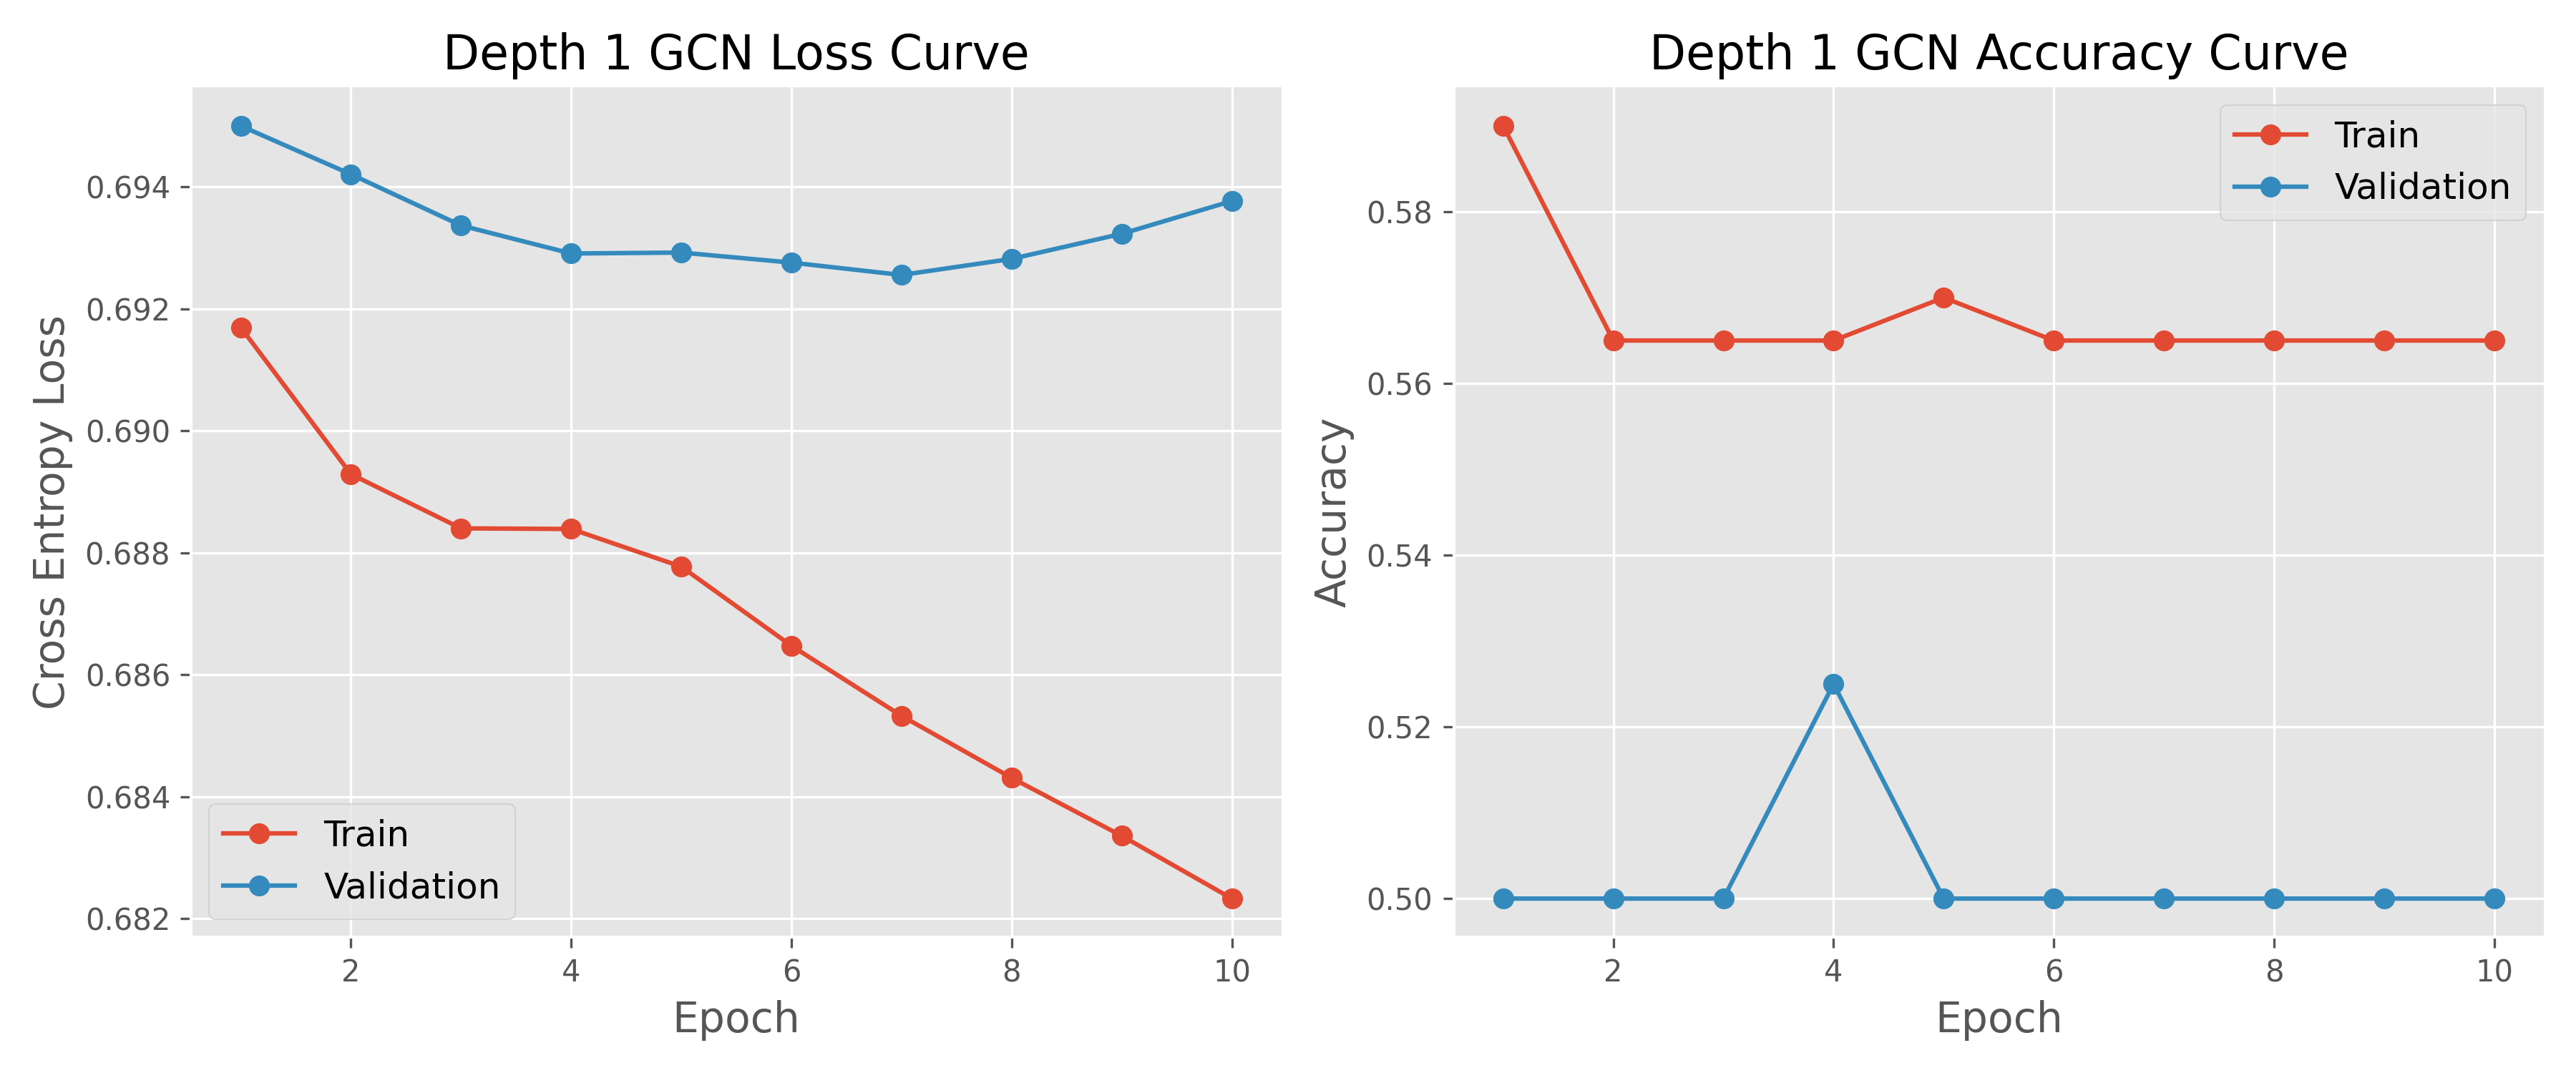 Depth 1 GCN Loss Curve
Cross Entropy Loss
0.694
0.692
0.690
0.688
0.686
0.684
0.682
Train
Validation
2 4 6 8 10
Epoch
Depth 1 GCN Accuracy Curve
Accuracy
0.58
0.56
0.54
0.52
0.50
Train
Validation
2 4 6 8 10
Epoch